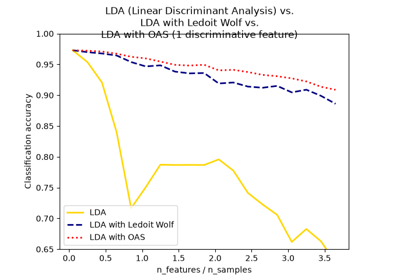 LDA (Linear Discriminant Analysis) vs.
LDA with Ledoit Wolf vs.
LDA with OAS (1 discriminative feature)
1.00
0.95
0.90
0.85
0.80
0.75
0.70
0.65
Classification accuracy
LDA
LDA with Ledoit Wolf
LDA with OAS
0.0 0.5 1.0 1.5 2.0 2.5 3.0 3.5
n_features / n_samples